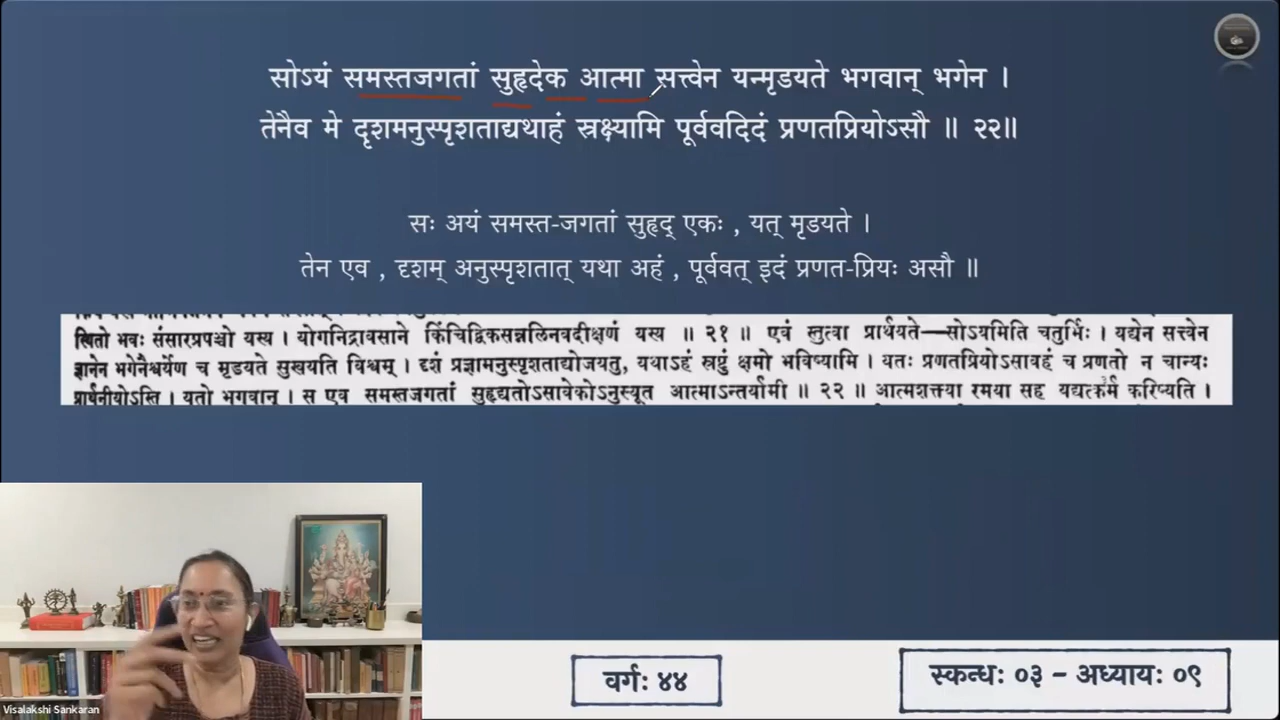 सोऽयं समस्तजगतां सुहृदेक आत्मा सत्त्वेन यन्मृडयते भगवान् भगेन ।
तेनैव मे दृशमनुस्पृशताद्यथाहं स्रक्ष्यामि पूर्ववदिदं प्रणतप्रियोऽसौ ॥ २२॥
सः अयं समस्त-जगतां सुहृद् एकः , यत् मृडयते ।
तेन एव , दृशम् अनुस्पृशतात् यथा अहं , पूर्ववत् इदं प्रणत-प्रियः असौ ॥
त्थितो भवः संसारप्रपञ्चो यस्य । योगनिद्रावसाने किंचिद्विकसन्नलिनवदीक्षणं यस्य ॥ २१ ॥ एवं स्तुत्वा प्रार्थयते—सोऽयमिति चतुर्भिः । यद्येन सत्त्वेन
ज्ञानेन भगेनैश्वर्येण च मृडयते सुखयति विश्वम् । दृशं प्रज्ञामनुस्पृशताद्योजयतु, यथाऽहं स्रष्टुं क्षमो भविष्यामि । यतः प्रणतप्रियोऽसावहं च प्रणतो न चान्यः
प्रार्थनीयोऽस्ति । यतो भगवान् । स एव समस्तजगतां सुहृद्यतोऽसावेकोऽनुस्यूत आत्माऽन्तर्यामी ॥ २२ ॥ आत्मशक्त्या रमया सह यद्यत्कर्म करिष्यति ।
Visalakshi Sankaran
वर्गः ४४
स्कन्धः ०३ - अध्यायः ०९